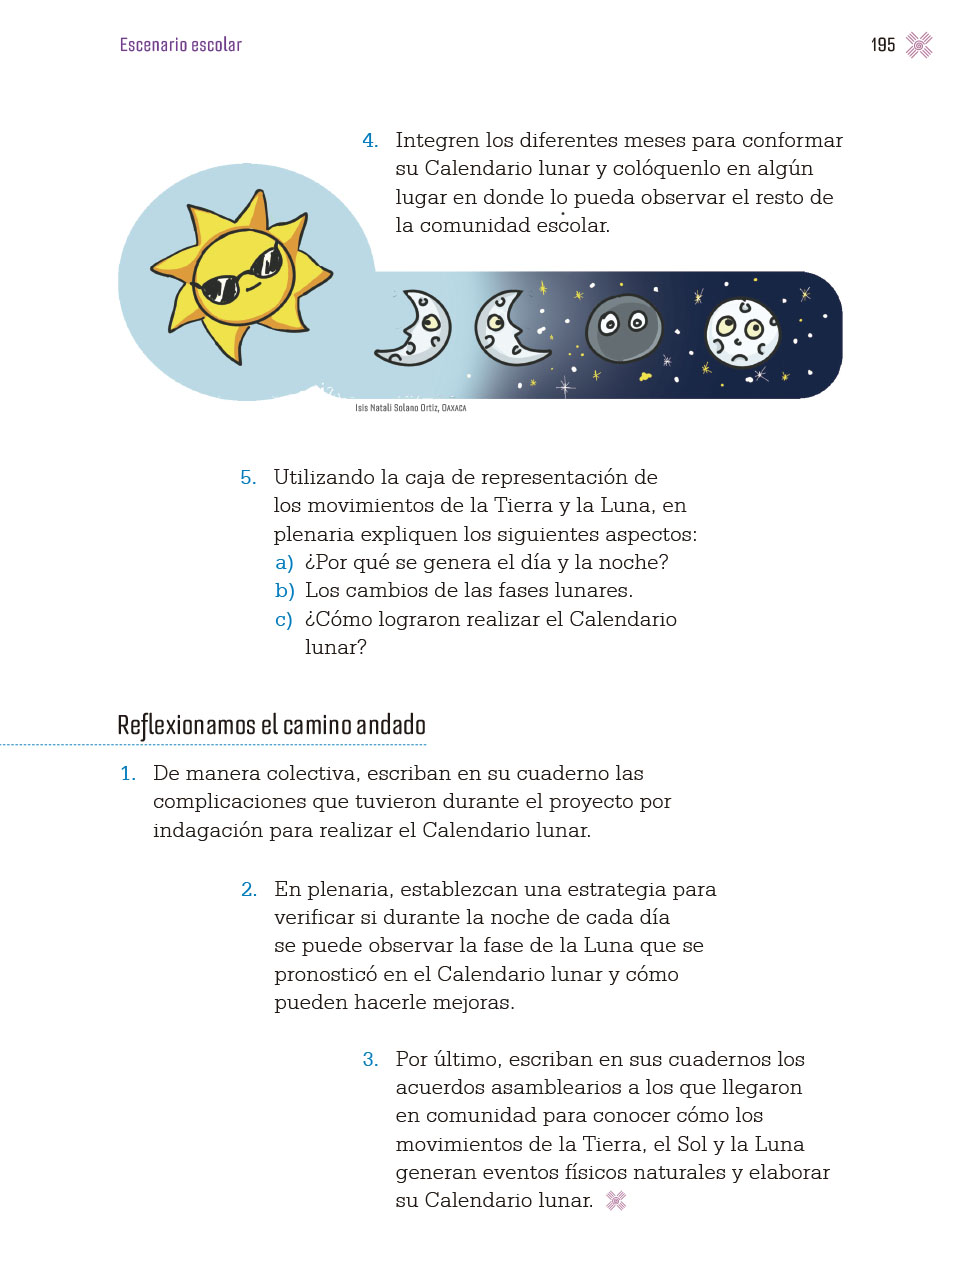 Escenario escolar
195
4. Integren los diferentes meses para conformar
su Calendario lunar y colóquenlo en algún
lugar en donde lo pueda observar el resto de
la comunidad escolar.
Isis Natali Solano Ortiz, OAXACA
5. Utilizando la caja de representación de
los movimientos de la Tierra y la Luna, en
plenaria expliquen los siguientes aspectos:
a) ¿Por qué se genera el día y la noche?
b) Los cambios de las fases lunares.
c) ¿Cómo lograron realizar el Calendario
lunar?
Reflexionamos el camino andado
1. De manera colectiva, escriban en su cuaderno las
complicaciones que tuvieron durante el proyecto por
indagación para realizar el Calendario lunar.
2. En plenaria, establezcan una estrategia para
verificar si durante la noche de cada día
se puede observar la fase de la Luna que se
pronosticó en el Calendario lunar y cómo
pueden hacerle mejoras.
3. Por último, escriban en sus cuadernos los
acuerdos asamblearios a los que llegaron
en comunidad para conocer cómo los
movimientos de la Tierra, el Sol y la Luna
generan eventos físicos naturales y elaborar
su Calendario lunar.